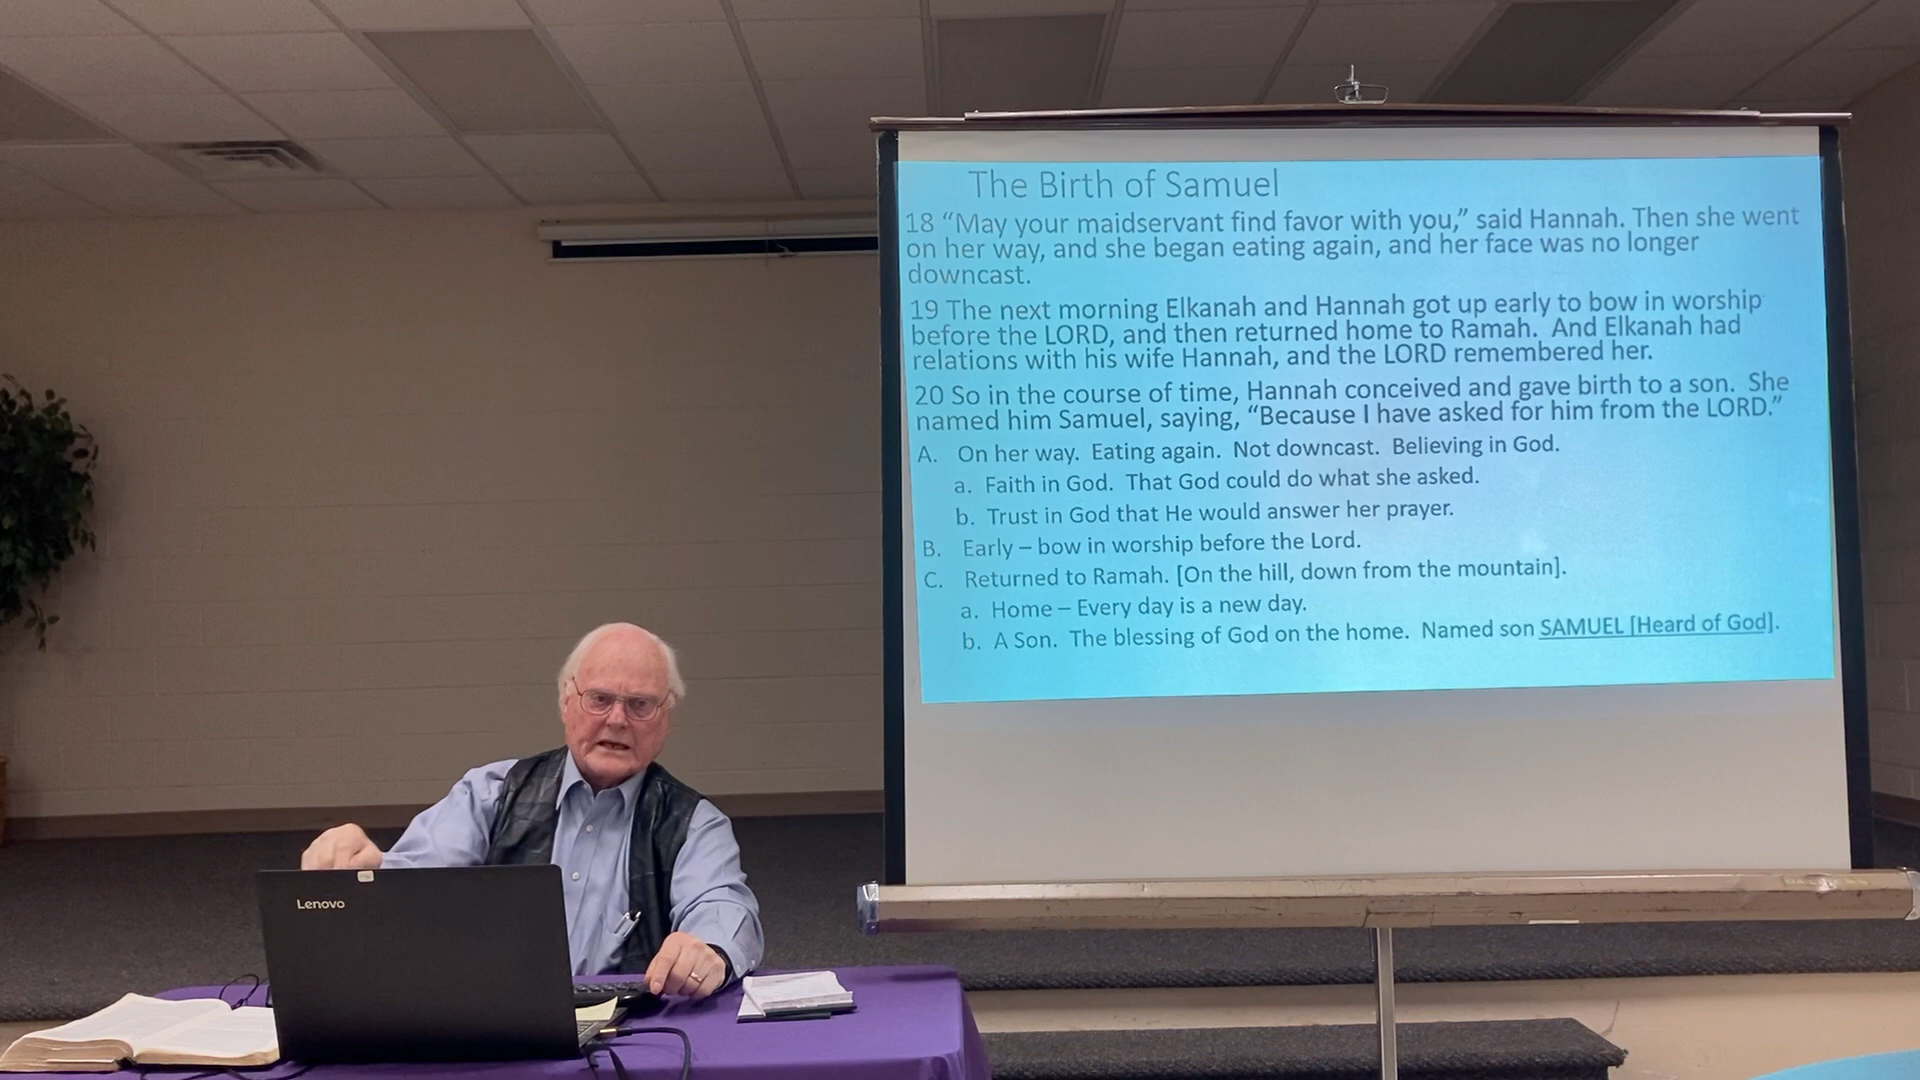 The Birth of Samuel
18 “May your maidservant find favor with you,” said Hannah. Then she went
on her way, and she began eating again, and her face was no longer
downcast.
19 The next morning Elkanah and Hannah got up early to bow in worship
before the LORD, and then returned home to Ramah.  And Elkanah had
relations with his wife Hannah, and the LORD remembered her.
20 So in the course of time, Hannah conceived and gave birth to a son.  She
named him Samuel, saying, “Because I have asked for him from the LORD.”
A.   On her way.  Eating again.  Not downcast.  Believing in God.
a.  Faith in God.  That God could do what she asked.
b.  Trust in God that He would answer her prayer.
B.   Early – bow in worship before the Lord.
C.   Returned to Ramah. [On the hill, down from the mountain].
a.  Home – Every day is a new day.
b.  A Son.  The blessing of God on the home.  Named son SAMUEL [Heard of God].
Lenovo